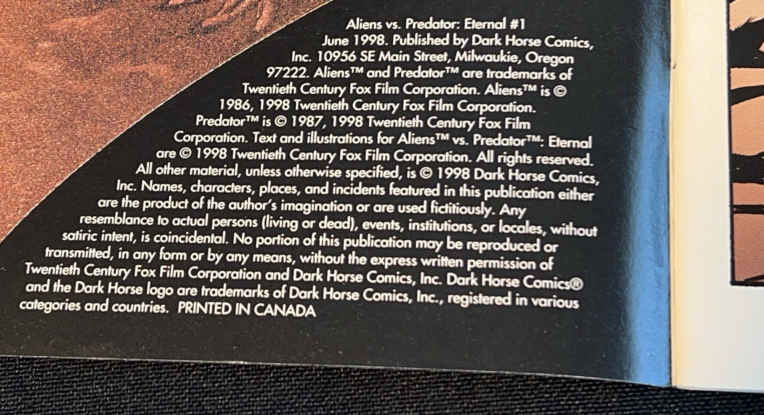 Aliens vs. Predator: Eternal #1
June 1998. Published by Dark Horse Comics,
Inc. 10956 SE Main Street, Milwaukie, Oregon
97222. Aliens™ and Predator™ are trademarks of
Twentieth Century Fox Film Corporation. Aliens™ is ©
1986, 1998 Twentieth Century Fox Film Corporation.
Predator™ is © 1987, 1998 Twentieth Century Fox Film
Corporation. Text and illustrations for Aliens™ vs. Predator™: Eternal
are © 1998 Twentieth Century Fox Film Corporation. All rights reserved.
All other material, unless otherwise specified, is © 1998 Dark Horse Comics,
Inc. Names, characters, places, and incidents featured in this publication either
are the product of the author's imagination or are used fictitiously. Any
resemblance to actual persons (living or dead), events, institutions, or locales, without
satiric intent, is coincidental. No portion of this publication may be reproduced or
transmitted, in any form or by any means, without the express written permission of
Twentieth Century Fox Film Corporation and Dark Horse Comics, Inc. Dark Horse Comics®
and the Dark Horse logo are trademarks of Dark Horse Comics, Inc., registered in various
categories and countries. PRINTED IN CANADA